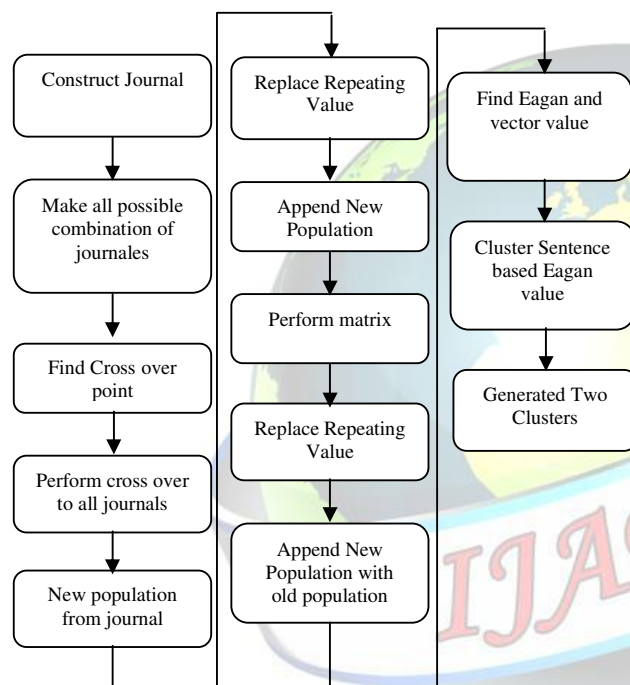 Construct Journal
Make all possible
combination of
journales
Find Cross over
point
Perform cross over
to all journals
New population
from journal
Replace Repeating
Value
Append New
Population
Perform matrix
Replace Repeating
Value
Append New
Population with
old population
Find Eagan and
vector value
Cluster Sentence
based Eagan
value
Generated Two
Clusters
IJA